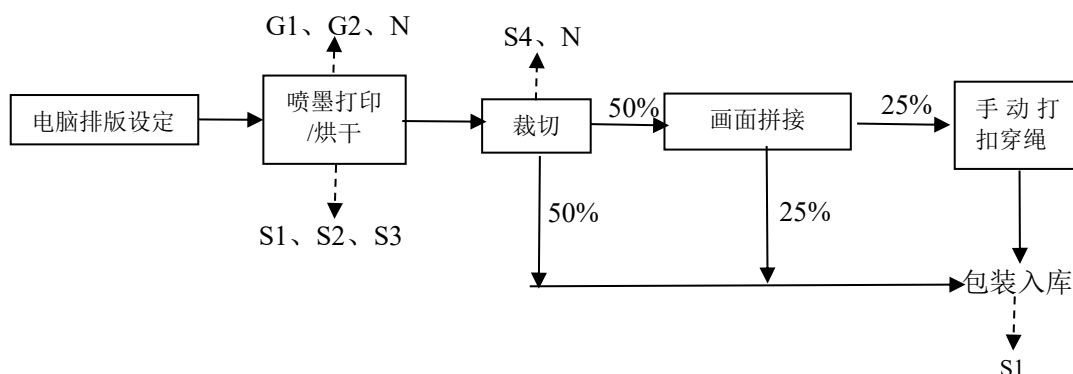 G1、G2、N
S4、N
电脑排版设定
喷墨打印
/烘干
裁切
50%
画面拼接
25%
手动打
扣穿绳
50%
25%
S1、S2、S3
包装入库
S1